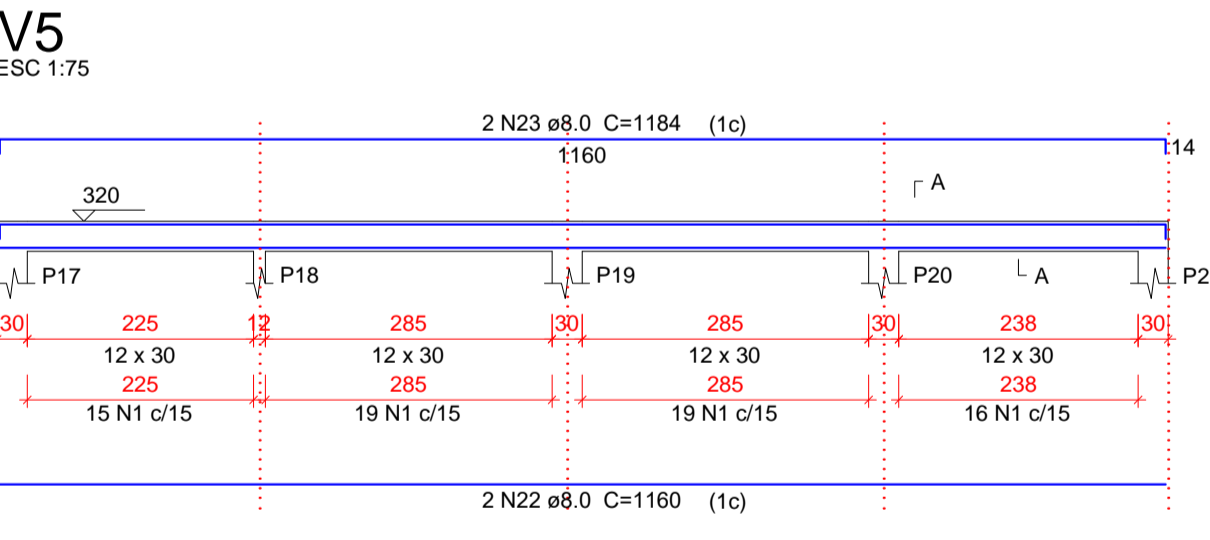 V5
ESC 1:75
2 N23 ø8.0 C=1184 (1c)
1160
14
A
320
P17 P18 P19 P20 A P2
30 225 12 285 30 285 30 238 30
12 x 30 12 x 30 12 x 30 12 x 30
225 285 285 238
15 N1 c/15 19 N1 c/15 19 N1 c/15 16 N1 c/15
2 N22 ø8.0 C=1160 (1c)